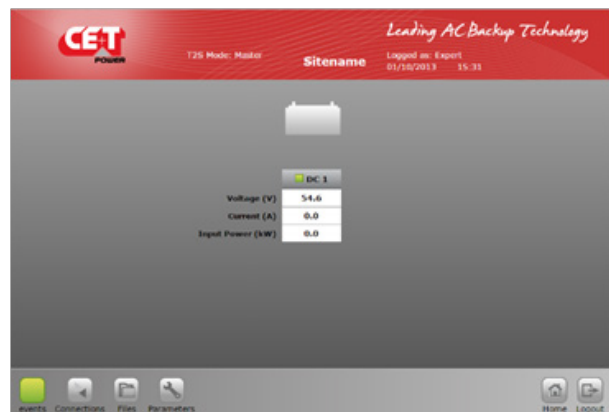 CE+T
POWER
T2S Mode: Master
Sitename
Leading AC Backup Technology
Logged as: Expert
01/10/2013 15:31
DC 1
Voltage (V) 54.6
Current (A) 0.0
Input Power (kW) 0.0
events Connections Files Parameters Home Logout